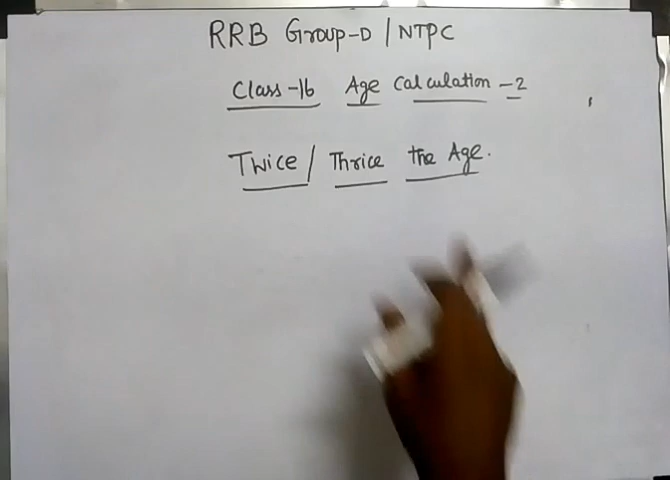 RRB Group-D / NTPC
Class-16 Age Calculation -2
Twice / Thrice the Age.